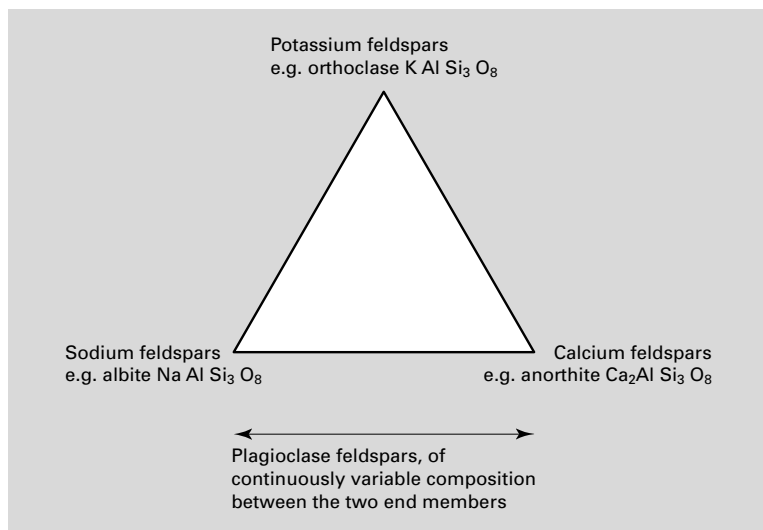 Potassium feldspars
e.g. orthoclase K Al Si₃ O₈
Sodium feldspars
e.g. albite Na Al Si₃ O₈
Calcium feldspars
e.g. anorthite Ca₂Al Si₃ O₈
Plagioclase feldspars, of
continuously variable composition
between the two end members